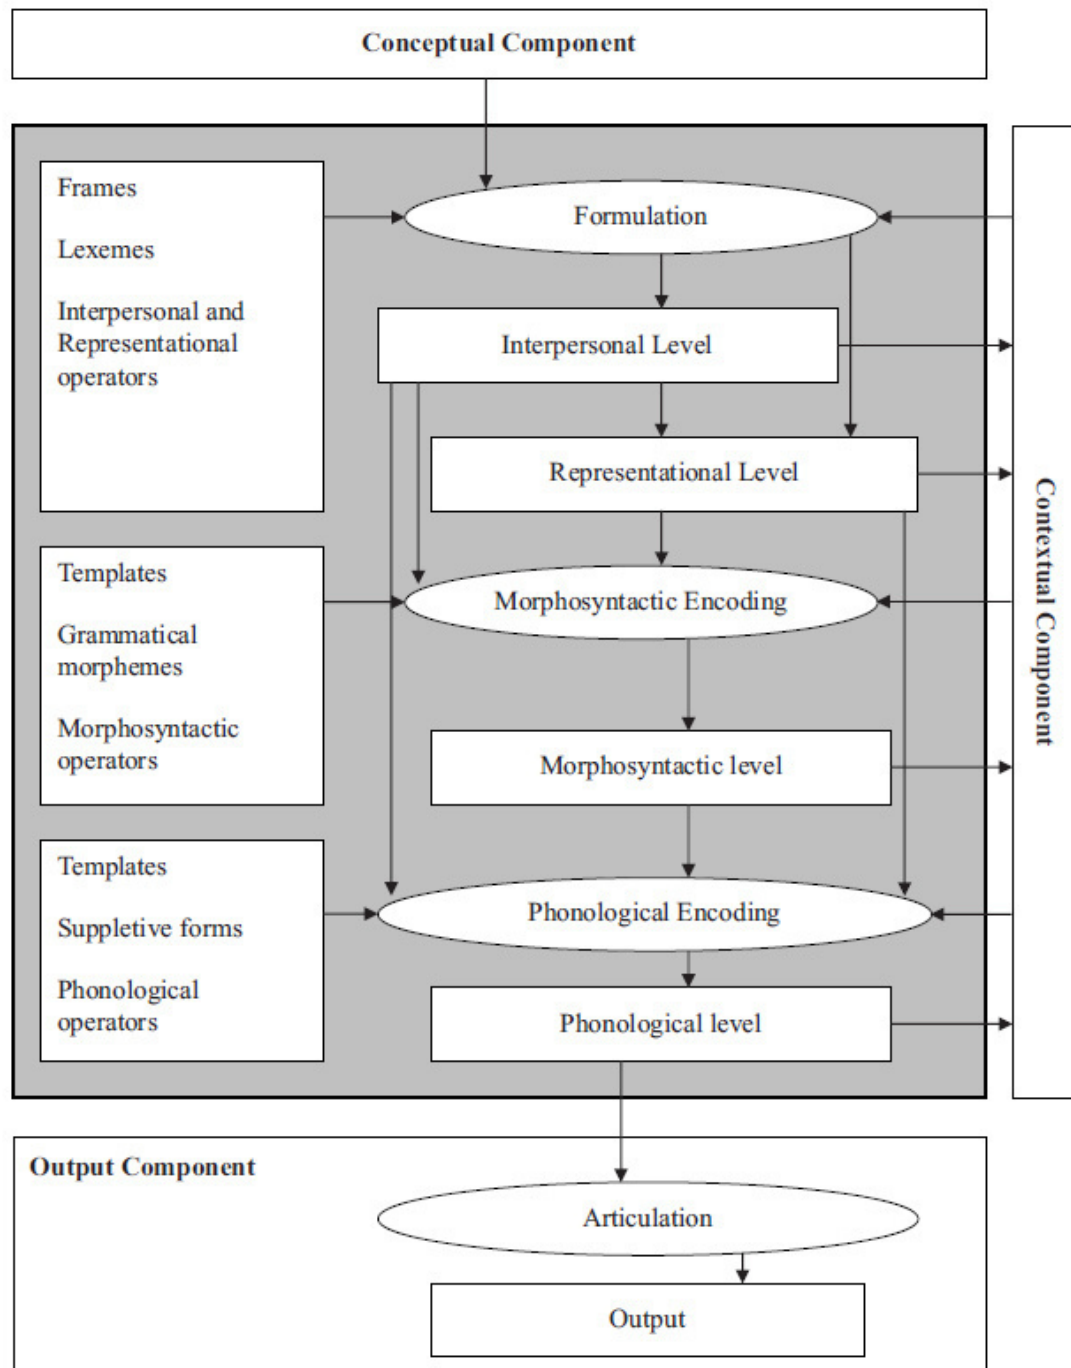 Conceptual Component
Frames
Lexemes
Interpersonal and
Representational
operators
Formulation
Interpersonal Level
Representational Level
Templates
Grammatical
morphemes
Morphosyntactic
operators
Morphosyntactic Encoding
Morphosyntactic level
Templates
Suppletive forms
Phonological
operators
Phonological Encoding
Phonological level
Contextual Component
Output Component
Articulation
Output